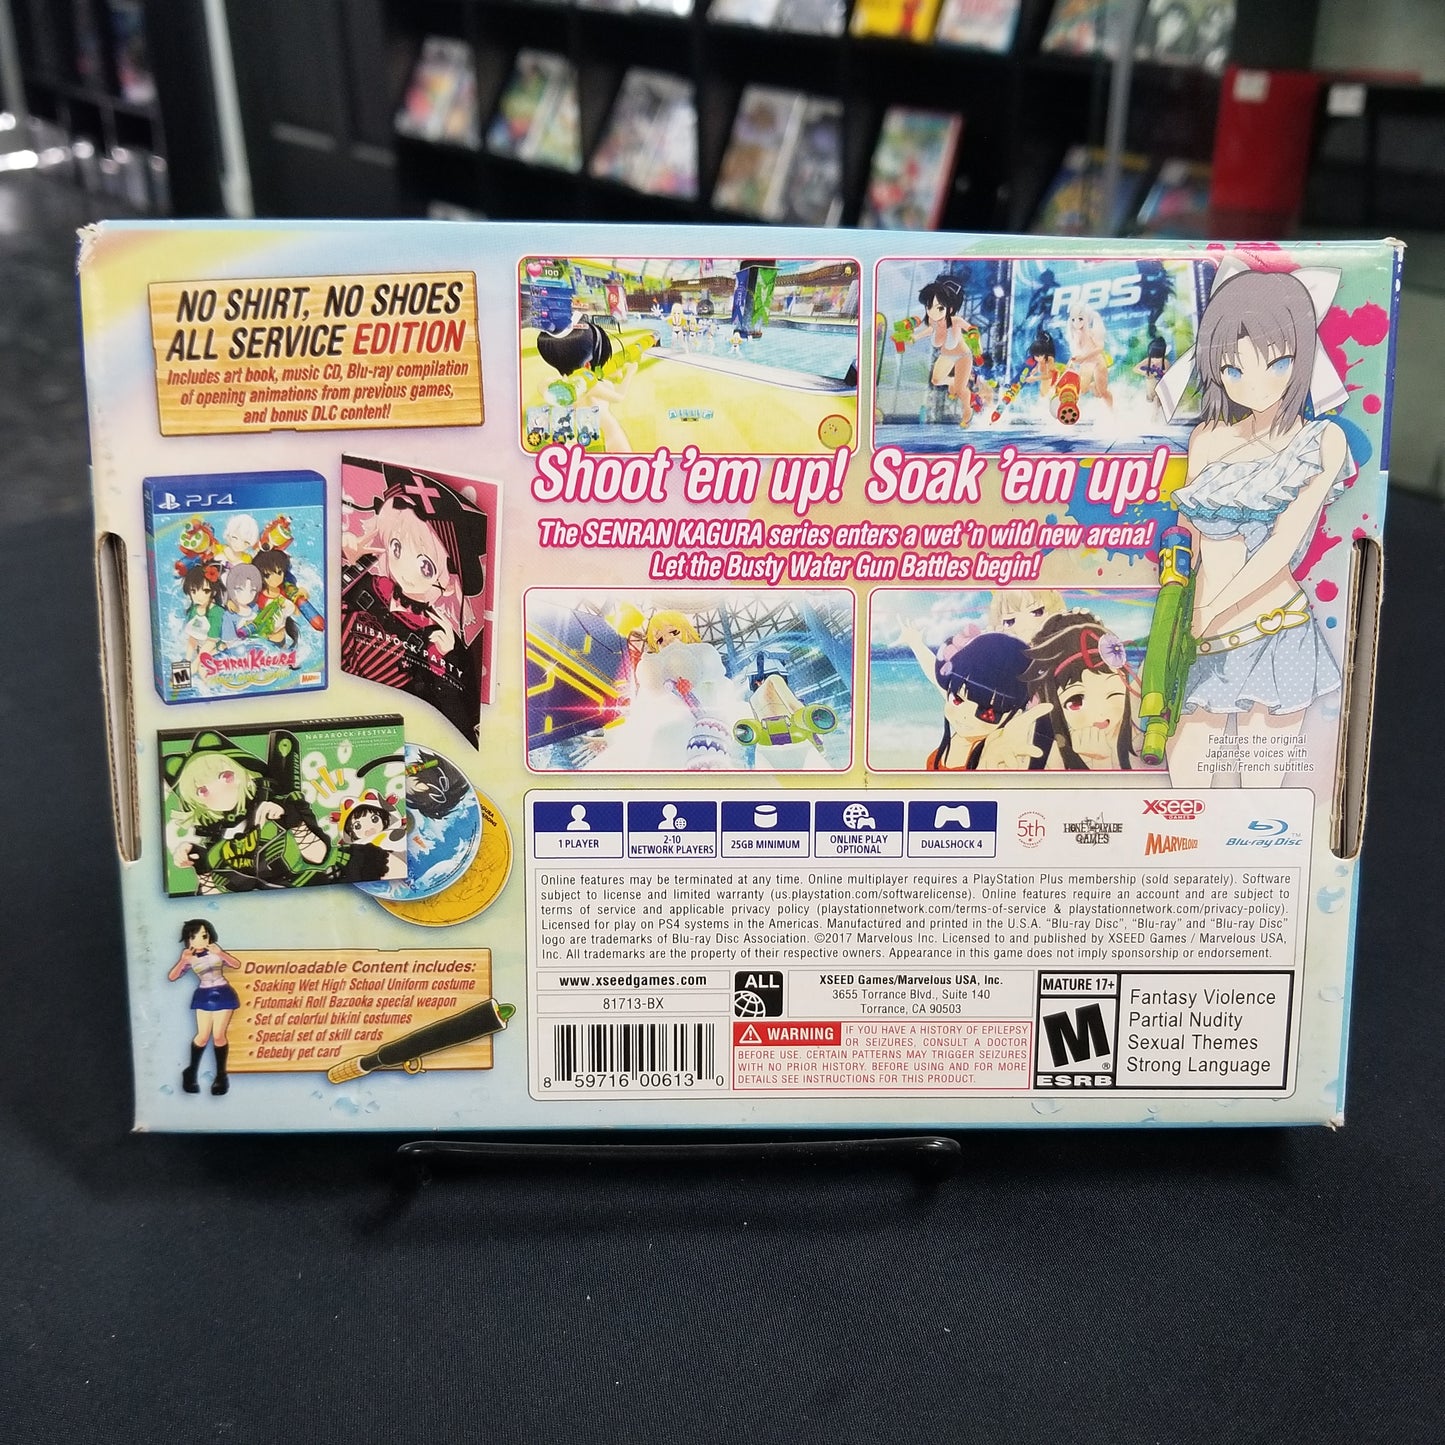 NO SHIRT, NO SHOES
ALL SERVICE EDITION
Includes art book, music CD, Blu-ray compilation
of opening animations from previous games,
and bonus DLC content!
PS4
SENRAN KAGURA
M
MARVELOUS
HIBAROCK PARTY
NARAROCK FESTIVAL
100
ABS
Shoot 'em up! Soak 'em up!
The SENRAN KAGURA series enters a wet 'n wild new arena!
Let the Busty Water Gun Battles begin!
Features the original
Japanese voices with
English/French subtitles
Downloadable Content includes:
• Soaking Wet High School Uniform costume
• Futomaki Roll Bazooka special weapon
• Set of colorful bikini costumes
• Special set of skill cards
• Bebeby pet card
1 PLAYER
2-10
NETWORK PLAYERS
25GB MINIMUM
ONLINE PLAY
OPTIONAL
DUALSHOCK 4
5th
HONEY PARADE
GAMES
XSEED
GAMES
MARVELOUS
Blu-ray Disc™
Online features may be terminated at any time. Online multiplayer requires a PlayStation Plus membership (sold separately). Software
subject to license and limited warranty (us.playstation.com/softwarelicense). Online features require an account and are subject to
terms of service and applicable privacy policy (playstationnetwork.com/terms-of-service & playstationnetwork.com/privacy-policy).
Licensed for play on PS4 systems in the Americas. Manufactured and printed in the U.S.A. "Blu-ray Disc", "Blu-ray" and "Blu-ray Disc"
logo are trademarks of Blu-ray Disc Association. ©2017 Marvelous Inc. Licensed to and published by XSEED Games / Marvelous USA,
Inc. All trademarks are the property of their respective owners. Appearance in this game does not imply sponsorship or endorsement.
www.xseedgames.com
81713-BX
8 59716 00613 0
ALL
XSEED Games/Marvelous USA, Inc.
3655 Torrance Blvd., Suite 140
Torrance, CA 90503
WARNING IF YOU HAVE A HISTORY OF EPILEPSY
OR SEIZURES, CONSULT A DOCTOR
BEFORE USE. CERTAIN PATTERNS MAY TRIGGER SEIZURES
WITH NO PRIOR HISTORY. BEFORE USING AND FOR MORE
DETAILS SEE INSTRUCTIONS FOR THIS PRODUCT.
MATURE 17+
M
ESRB
Fantasy Violence
Partial Nudity
Sexual Themes
Strong Language